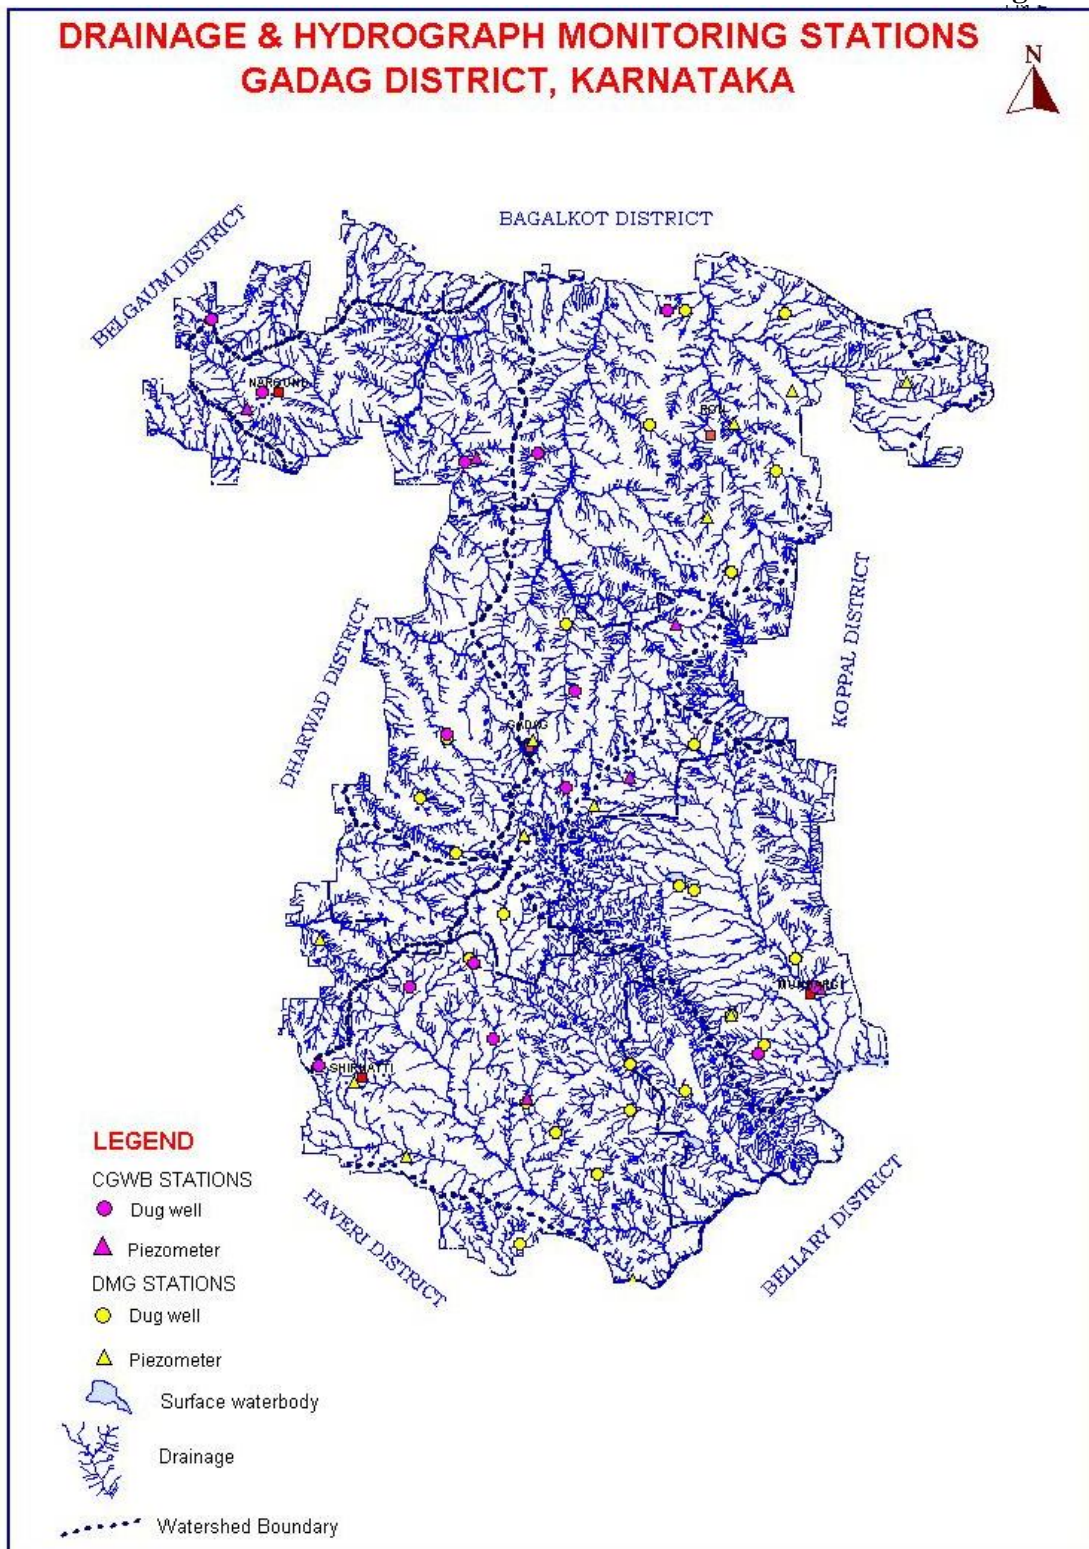 DRAINAGE & HYDROGRAPH MONITORING STATIONS
GADAG DISTRICT, KARNATAKA
N
BAGALKOT DISTRICT
BELGAUM DISTRICT
NARGUND
RON
DHARWAD DISTRICT
KOPPAL DISTRICT
GADAG
MUNDARGI
SHIRHATTI
HAVERI DISTRICT
BELLARY DISTRICT
LEGEND
CGWB STATIONS
Dug well
Piezometer
DMG STATIONS
Dug well
Piezometer
Surface waterbody
Drainage
Watershed Boundary